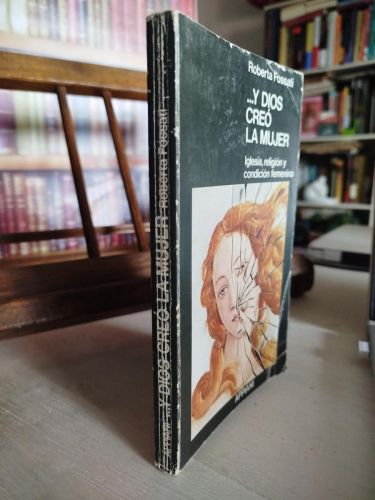 Roberta Fossati
...Y DIOS
CREÓ
LA MUJER
Iglesia, religión y
condición femenina
...Y DIOS CREÓ LA MUJER Roberta Fossati